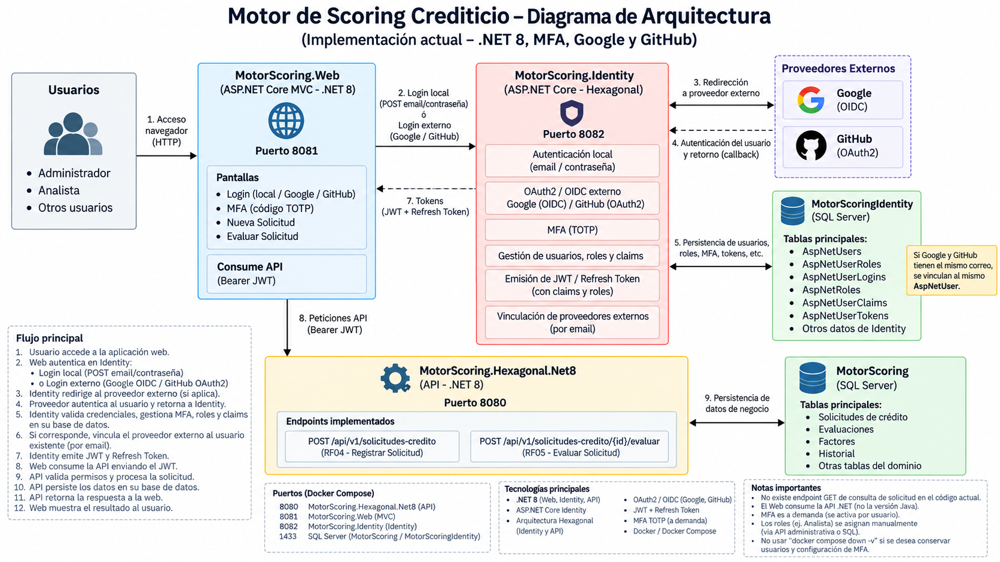 Motor de Scoring Crediticio – Diagrama de Arquitectura
(Implementación actual – .NET 8, MFA, Google y GitHub)
Usuarios
• Administrador
• Analista
• Otros usuarios
1. Acceso
navegador
(HTTP)
MotorScoring.Web
(ASP.NET Core MVC - .NET 8)
Puerto 8081
Pantallas
• Login (local / Google / GitHub)
• MFA (código TOTP)
• Nueva Solicitud
• Evaluar Solicitud
Consume API
(Bearer JWT)
2. Login local
(POST email/contraseña)
ó
Login externo
(Google / GitHub)
7. Tokens
(JWT + Refresh Token)
MotorScoring.Identity
(ASP.NET Core - Hexagonal)
Puerto 8082
Autenticación local
(email / contraseña)
OAuth2 / OIDC externo
Google (OIDC) / GitHub (OAuth2)
MFA (TOTP)
Gestión de usuarios, roles y claims
Emisión de JWT / Refresh Token
(con claims y roles)
Vinculación de proveedores externos
(por email)
3. Redirección
a proveedor externo
4. Autenticación del usuario
y retorno (callback)
Proveedores Externos
Google
(OIDC)
GitHub
(OAuth2)
5. Persistencia de usuarios,
roles, MFA, tokens, etc.
MotorScoringIdentity
(SQL Server)
Tablas principales:
• AspNetUsers
• AspNetUserRoles
• AspNetUserLogins
• AspNetRoles
• AspNetUserClaims
• AspNetUserTokens
• Otros datos de Identity
Si Google y GitHub
tienen el mismo correo,
se vinculan al mismo
AspNetUser.
8. Peticiones API
(Bearer JWT)
Flujo principal
1. Usuario accede a la aplicación web.
2. Web autentica en Identity:
• Login local (POST email/contraseña)
• o Login externo (Google OIDC / GitHub OAuth2)
3. Identity redirige al proveedor externo (si aplica).
4. Proveedor autentica al usuario y retorna a Identity.
5. Identity valida credenciales, gestiona MFA, roles y claims
en su base de datos.
6. Si corresponde, vincula el proveedor externo al usuario
existente (por email).
7. Identity emite JWT y Refresh Token.
8. Web consume la API enviando el JWT.
9. API valida permisos y procesa la solicitud.
10. API persiste los datos en su base de datos.
11. API retorna la respuesta a la web.
12. Web muestra el resultado al usuario.
MotorScoring.Hexagonal.Net8
(API - .NET 8)
Puerto 8080
Endpoints implementados
POST /api/v1/solicitudes-credito
(RF04 - Registrar Solicitud)
POST /api/v1/solicitudes-credito/{id}/evaluar
(RF05 - Evaluar Solicitud)
9. Persistencia de
datos de negocio
MotorScoring
(SQL Server)
Tablas principales:
• Solicitudes de crédito
• Evaluaciones
• Factores
• Historial
• Otras tablas del dominio
Puertos (Docker Compose)
8080 MotorScoring.Hexagonal.Net8 (API)
8081 MotorScoring.Web (MVC)
8082 MotorScoring.Identity (Identity)
1433 SQL Server (MotorScoring / MotorScoringIdentity)
Tecnologías principales
• .NET 8 (Web, Identity, API)
• ASP.NET Core Identity
• Arquitectura Hexagonal
(Identity y API)
• OAuth2 / OIDC (Google, GitHub)
• JWT + Refresh Token
• MFA TOTP (a demanda)
• Docker / Docker Compose
Notas importantes
• No existe endpoint GET de consulta de solicitud en el código actual.
• El Web consume la API .NET (no la versión Java).
• MFA es a demanda (se activa por usuario).
• Los roles (ej. Analista) se asignan manualmente
(via API administrativa o SQL).
• No usar "docker compose down -v" si se desea conservar
usuarios y configuración de MFA.